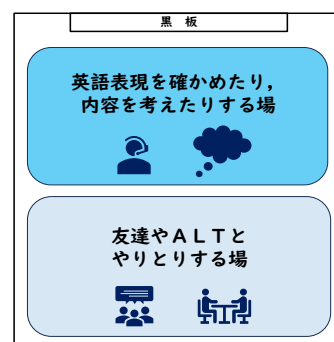 黒 板
英語表現を確かめたり，
内容を考えたりする場
友達やＡＬＴと
やりとりする場